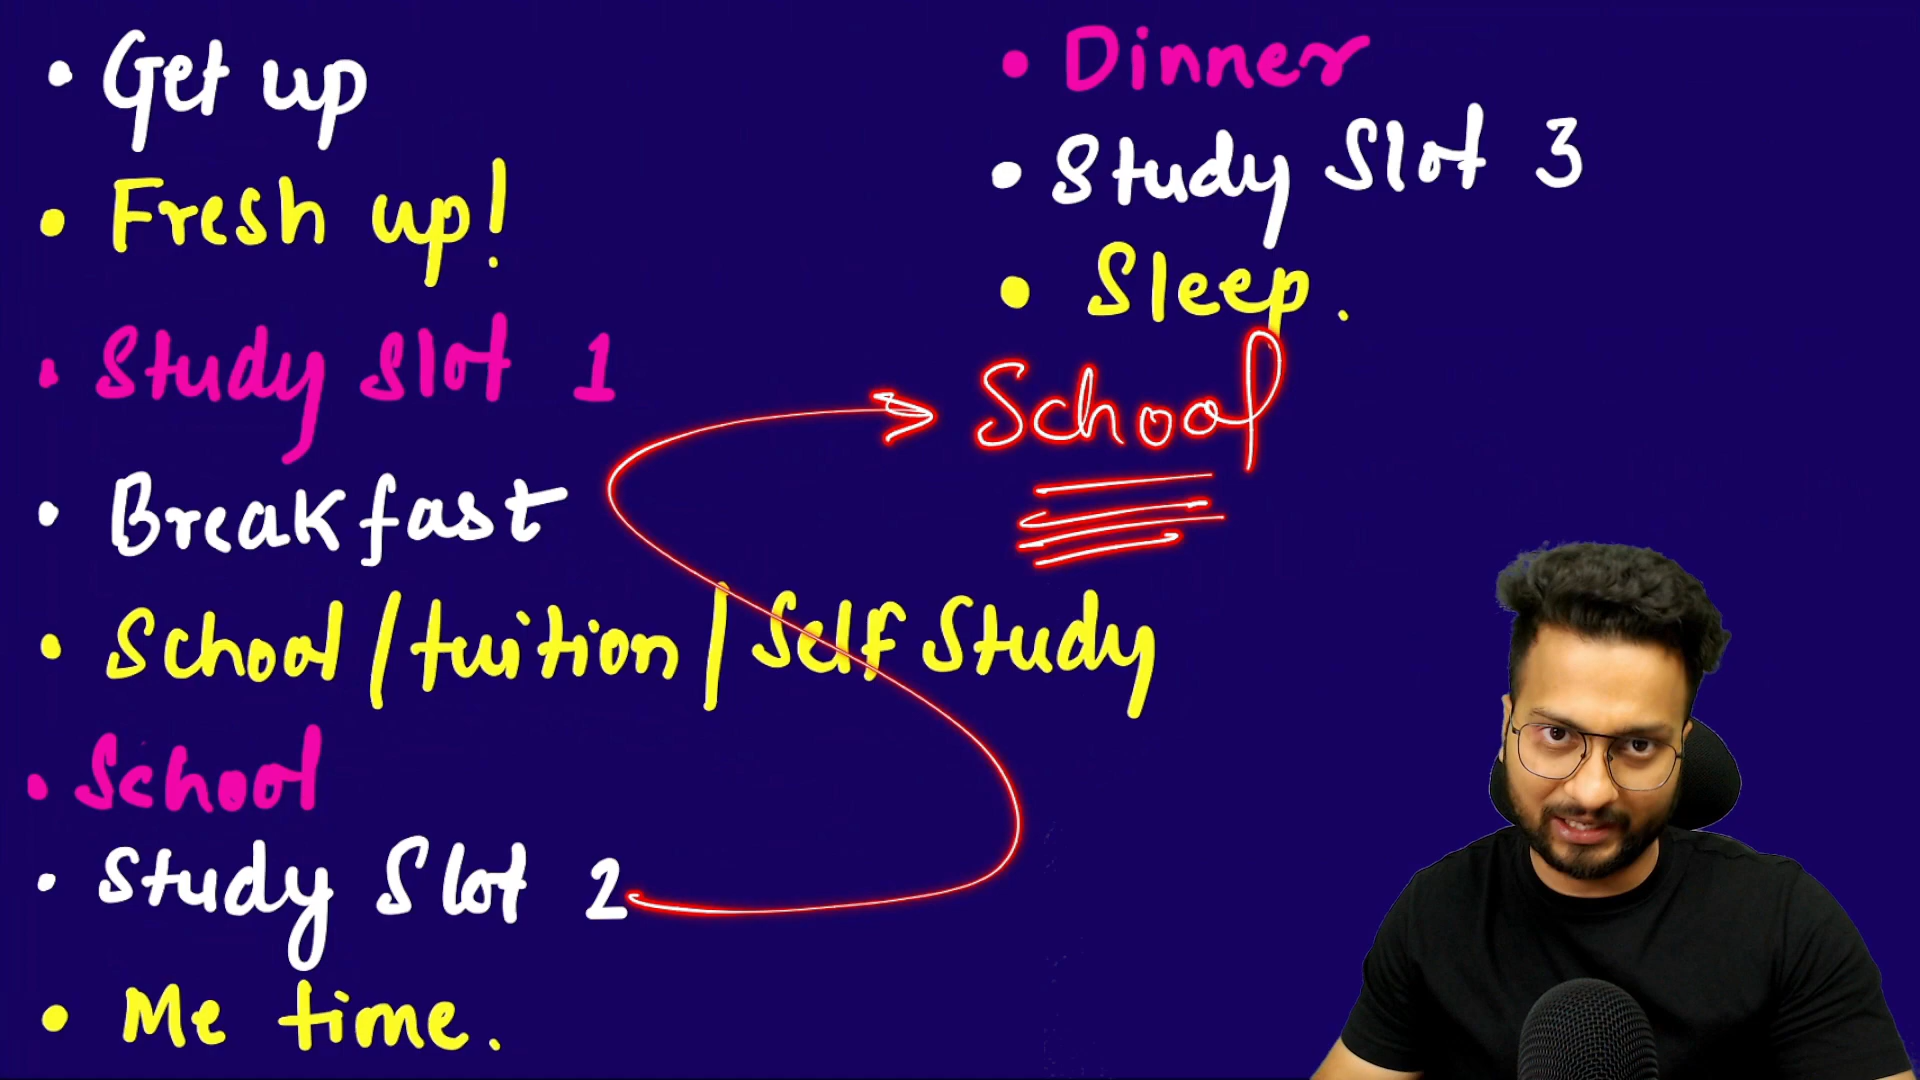 • Get up
• Fresh up!
• Study Slot 1
• Breakfast
• School/tuition/Self Study
• School
• Study Slot 2
• Me time.
• Dinner
• Study Slot 3
• Sleep.
School